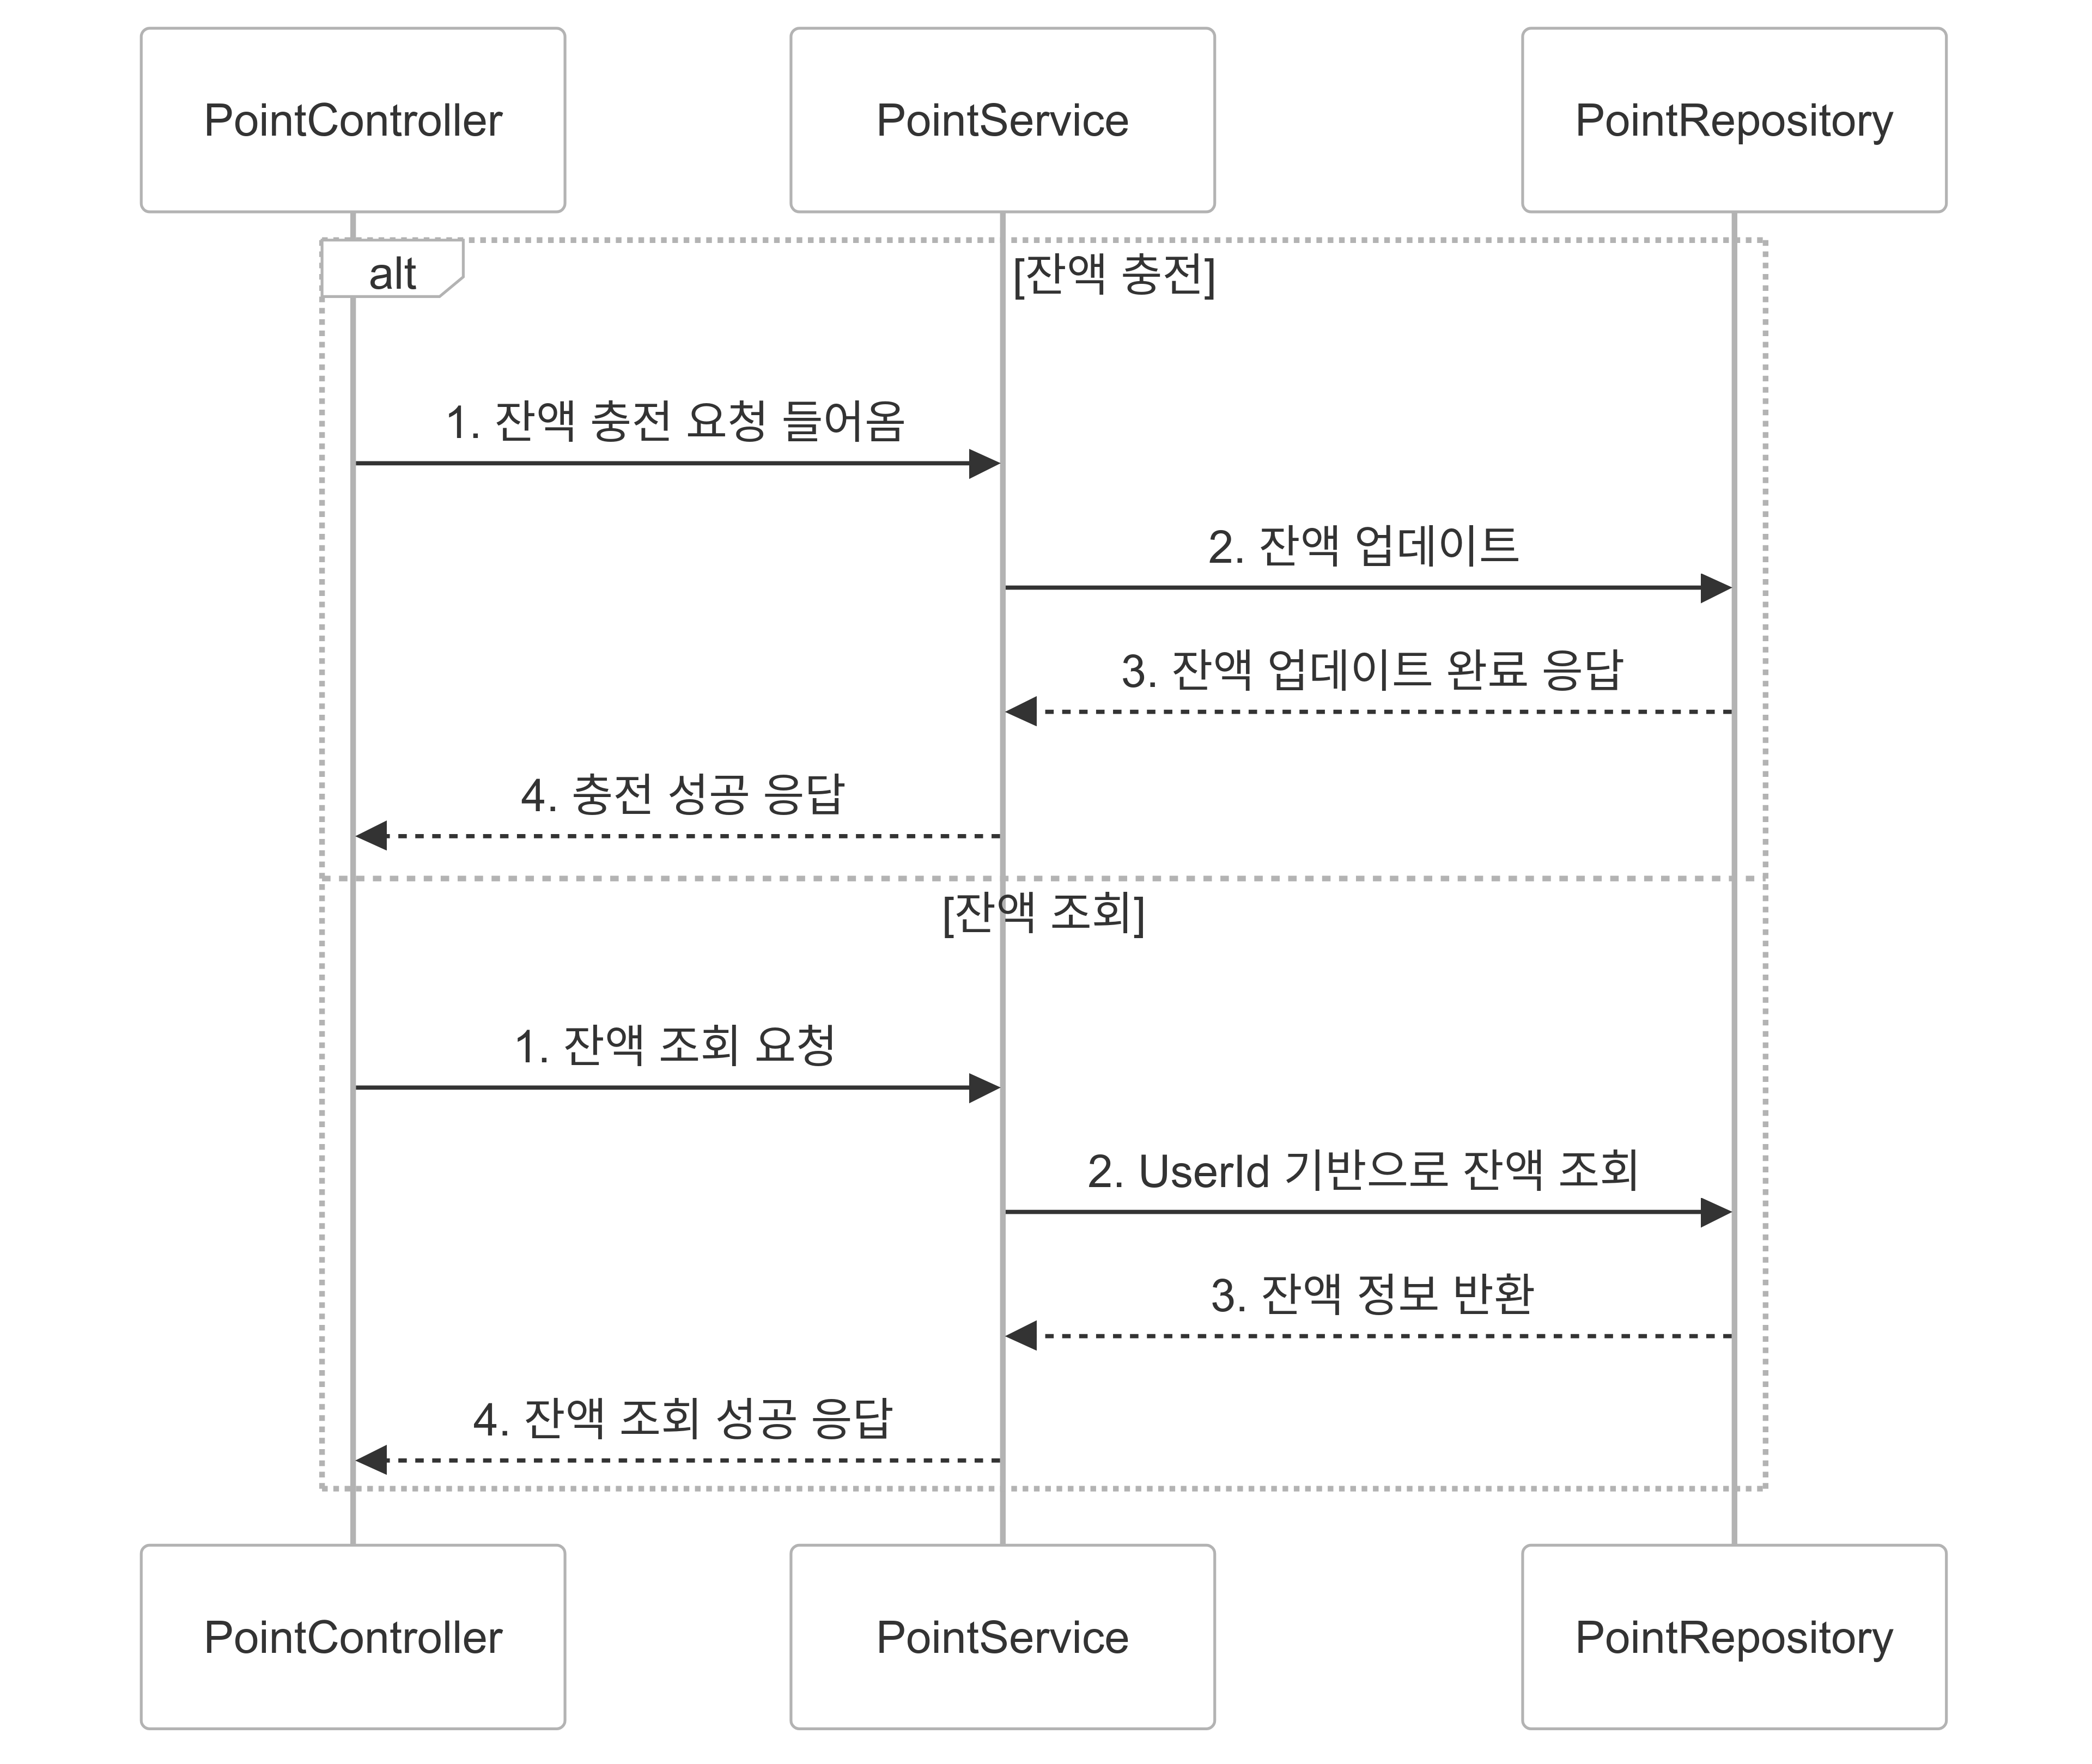 PointController
PointService
PointRepository
alt
[잔액 충전]
1. 잔액 충전 요청 들어옴
2. 잔액 업데이트
3. 잔액 업데이트 완료 응답
4. 충전 성공 응답
[잔액 조회]
1. 잔액 조회 요청
2. UserId 기반으로 잔액 조회
3. 잔액 정보 반환
4. 잔액 조회 성공 응답
PointController
PointService
PointRepository